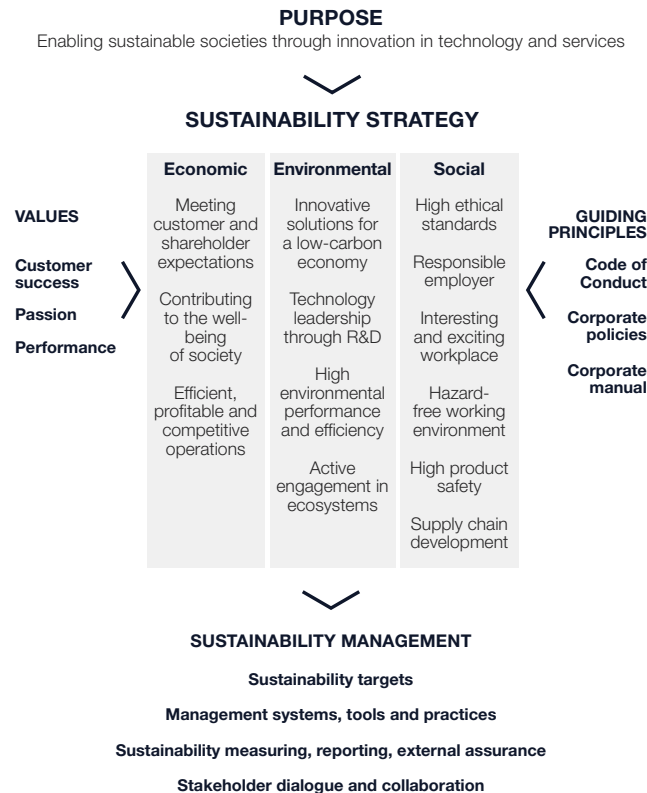 PURPOSE
Enabling sustainable societies through innovation in technology and services
SUSTAINABILITY STRATEGY
VALUES
Customer
success
Passion
Performance
Economic
Meeting
customer and
shareholder
expectations
Contributing
to the well-
being
of society
Efficient,
profitable and
competitive
operations
Environmental
Innovative
solutions for
a low-carbon
economy
Technology
leadership
through R&D
High
environmental
performance
and efficiency
Active
engagement in
ecosystems
Social
High ethical
standards
Responsible
employer
Interesting
and exciting
workplace
Hazard-
free working
environment
High product
safety
Supply chain
development
GUIDING
PRINCIPLES
Code of
Conduct
Corporate
policies
Corporate
manual
SUSTAINABILITY MANAGEMENT
Sustainability targets
Management systems, tools and practices
Sustainability measuring, reporting, external assurance
Stakeholder dialogue and collaboration